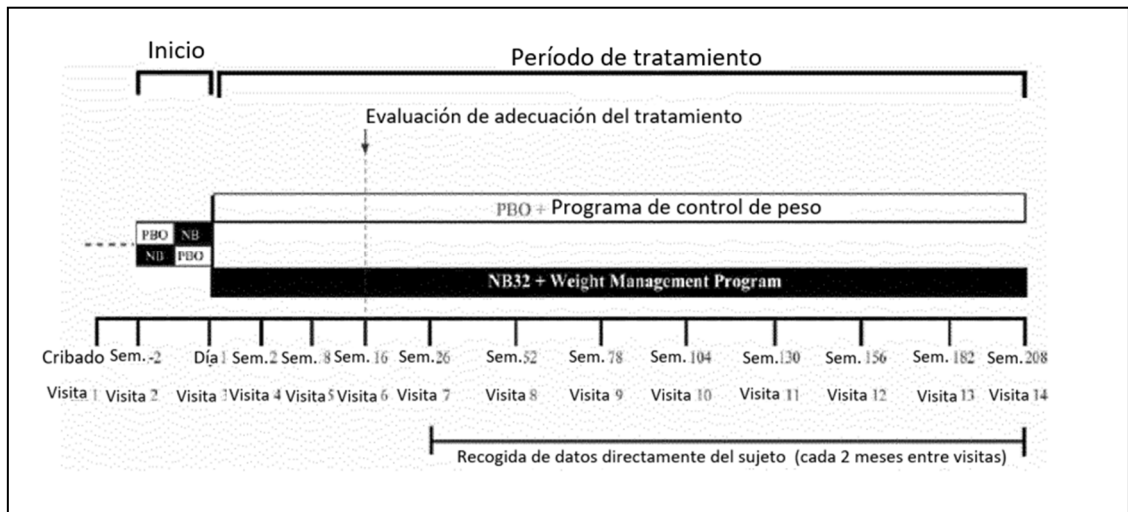 Inicio
Período de tratamiento
Evaluación de adecuación del tratamiento
PBO + Programa de control de peso
PBO NB
NB PBO
NB32 + Weight Management Program
Cribado Sem.-2 Día 1 Sem.2 Sem. 8 Sem. 16 Sem.26 Sem.52 Sem. 78 Sem. 104 Sem.130 Sem. 156 Sem. 182 Sem. 208
Visita 1 Visita 2 Visita 3 Visita 4 Visita 5 Visita 6 Visita 7 Visita 8 Visita 9 Visita 10 Visita 11 Visita 12 Visita 13 Visita 14
Recogida de datos directamente del sujeto (cada 2 meses entre visitas)